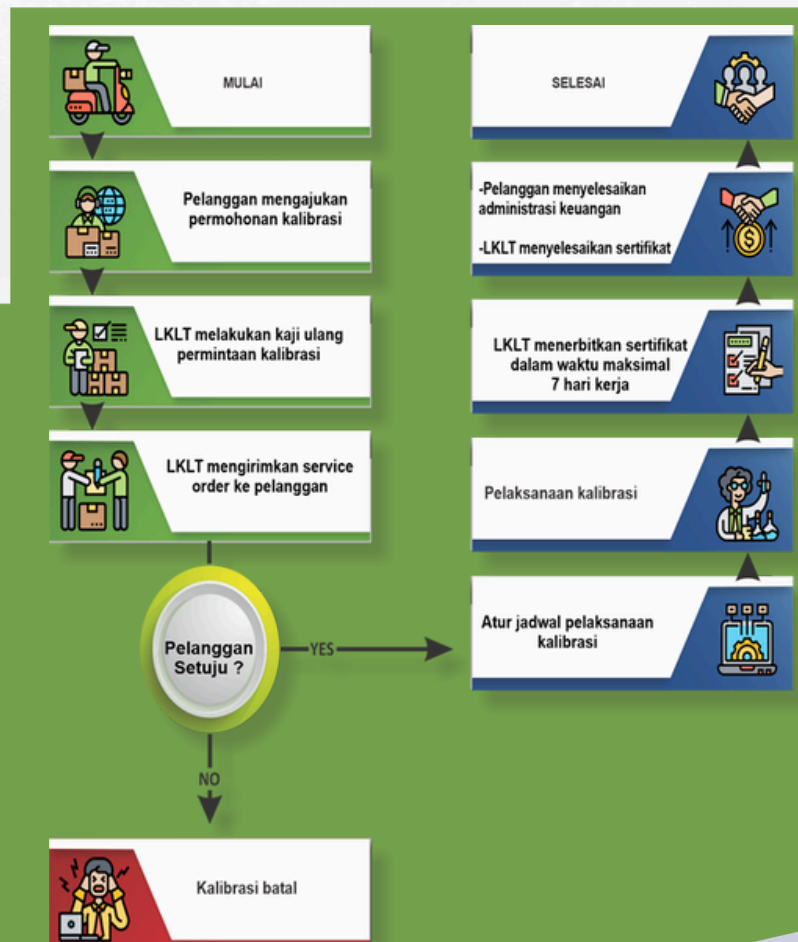 MULAI
Pelanggan mengajukan
permohonan kalibrasi
LKLT melakukan kaji ulang
permintaan kalibrasi
LKLT mengirimkan service
order ke pelanggan
Pelanggan
Setuju ?
YES
NO
Kalibrasi batal
Atur jadwal pelaksanaan
kalibrasi
Pelaksanaan kalibrasi
LKLT menerbitkan sertifikat
dalam waktu maksimal
7 hari kerja
-Pelanggan menyelesaikan
administrasi keuangan
-LKLT menyelesaikan sertifikat
SELESAI